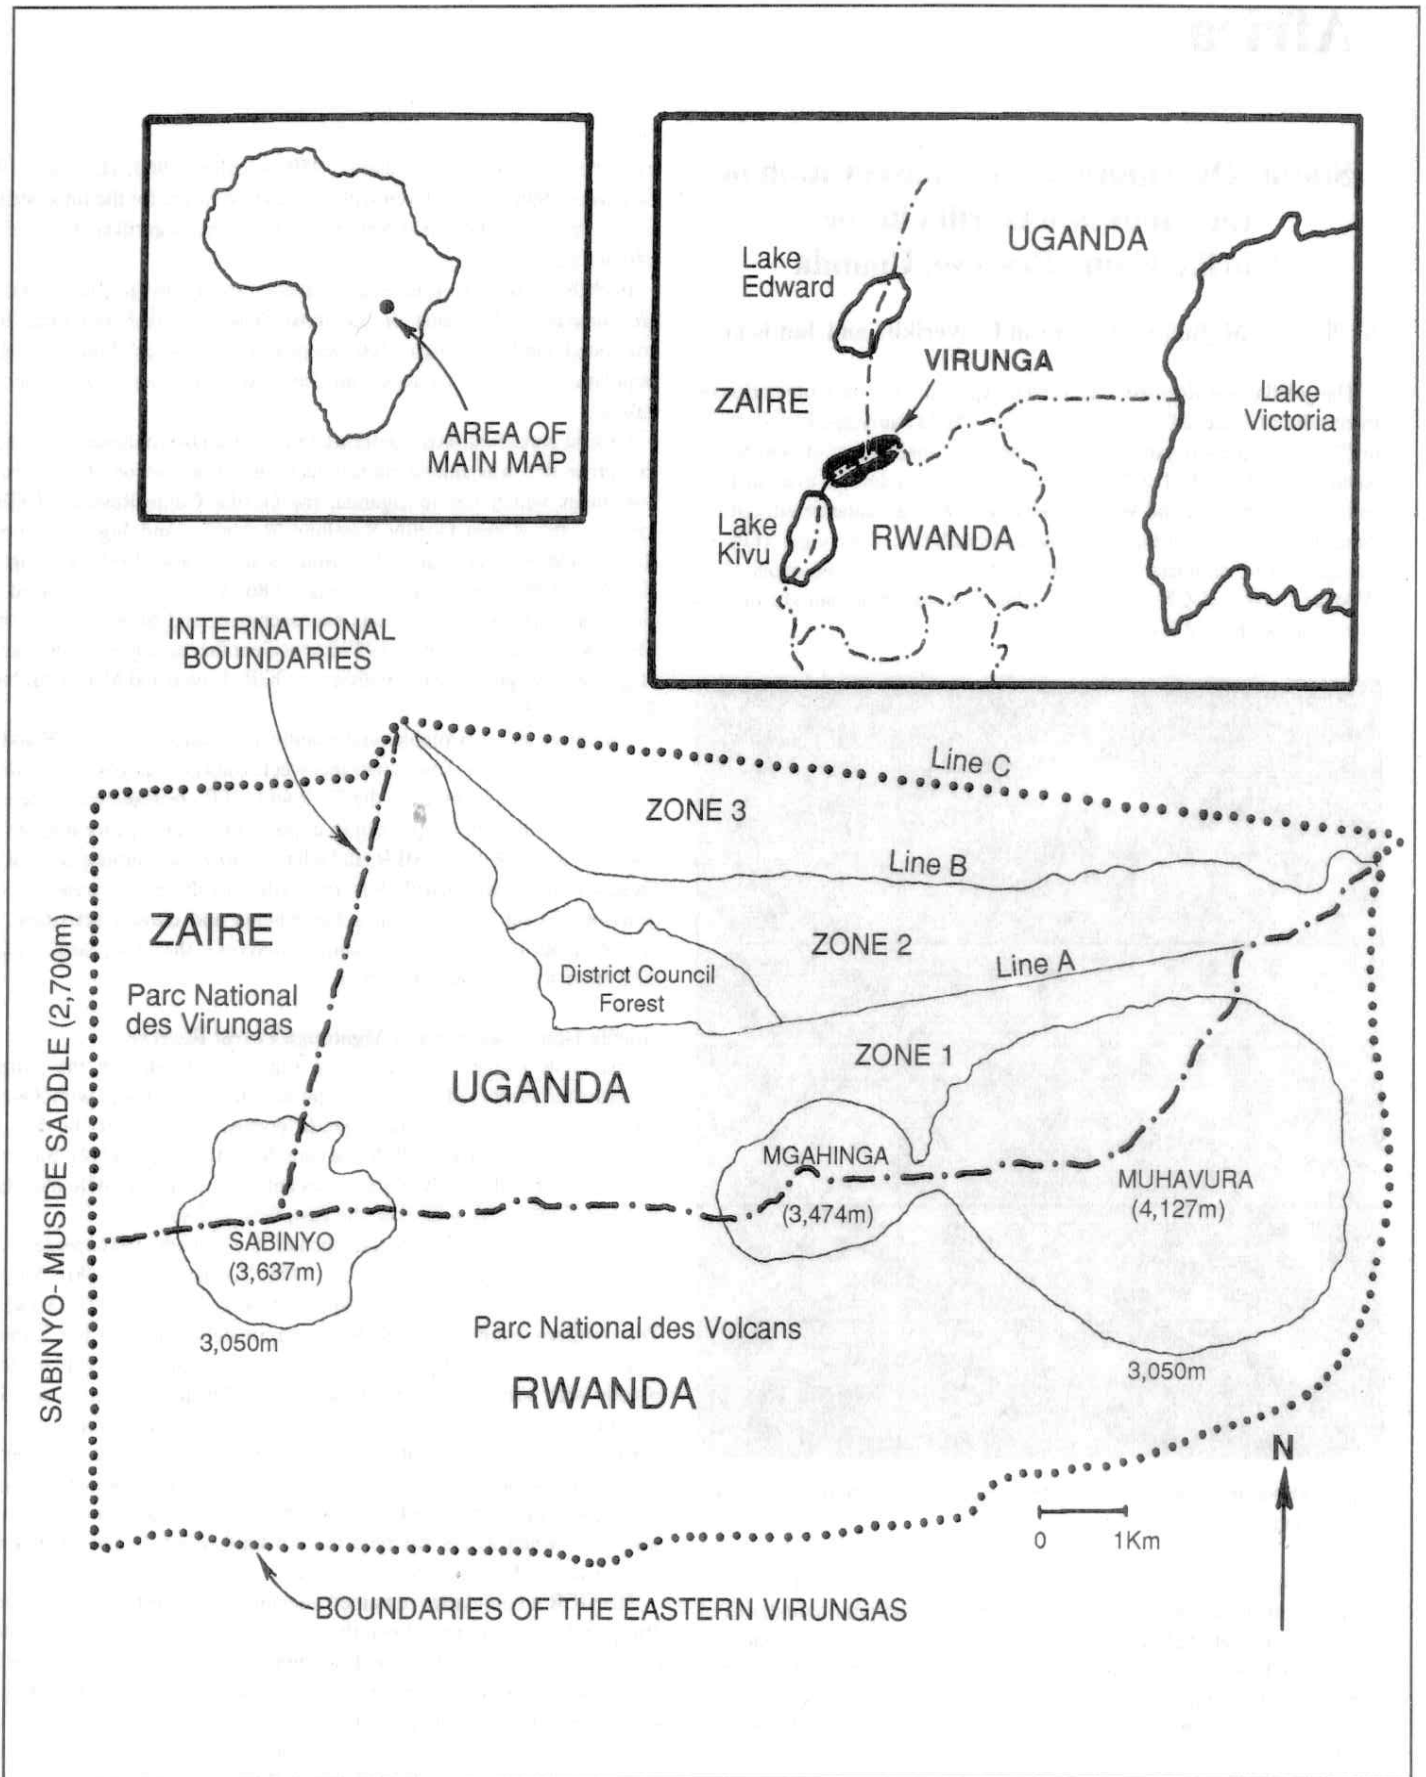 AREA OF
MAIN MAP
UGANDA
Lake
Edward
VIRUNGA
ZAIRE
Lake
Victoria
Lake
Kivu
RWANDA
INTERNATIONAL
BOUNDARIES
Line C
ZONE 3
Line B
ZAIRE
ZONE 2
Line A
District Council
Forest
Parc National
des Virungas
SABINYO- MUSIDE SADDLE (2,700m)
ZONE 1
UGANDA
MGAHINGA
(3,474m)
MUHAVURA
(4,127m)
SABINYO
(3,637m)
3,050m
Parc National des Volcans
3,050m
RWANDA
N
0 1Km
BOUNDARIES OF THE EASTERN VIRUNGAS